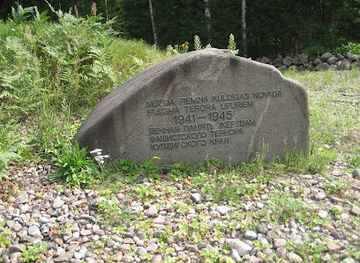 MŪŽĪGA PIEMIŅA KULDĪGAS NOVADA
FAŠISMA TERORA UPURIEM
1941–1945
ВЕЧНАЯ ПАМЯТЬ ЖЕРТВАМ
ФАШИСТСКОГО ТЕРРОРА
КУЛДИГСКОГО КРАЯ